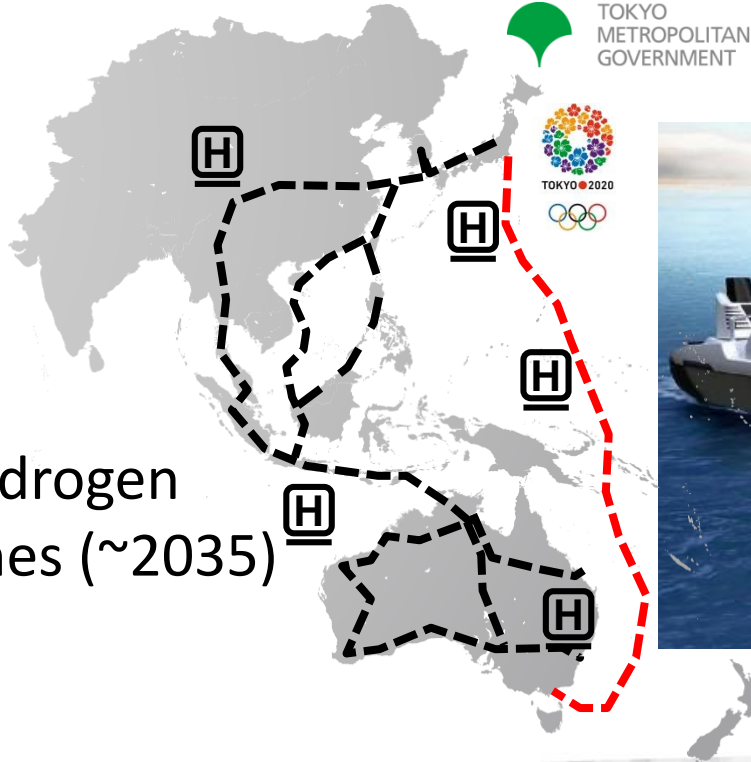 TOKYO
METROPOLITAN
GOVERNMENT
H
TOKYO 2020
H
H
drogen
nes (~2035)
H
H